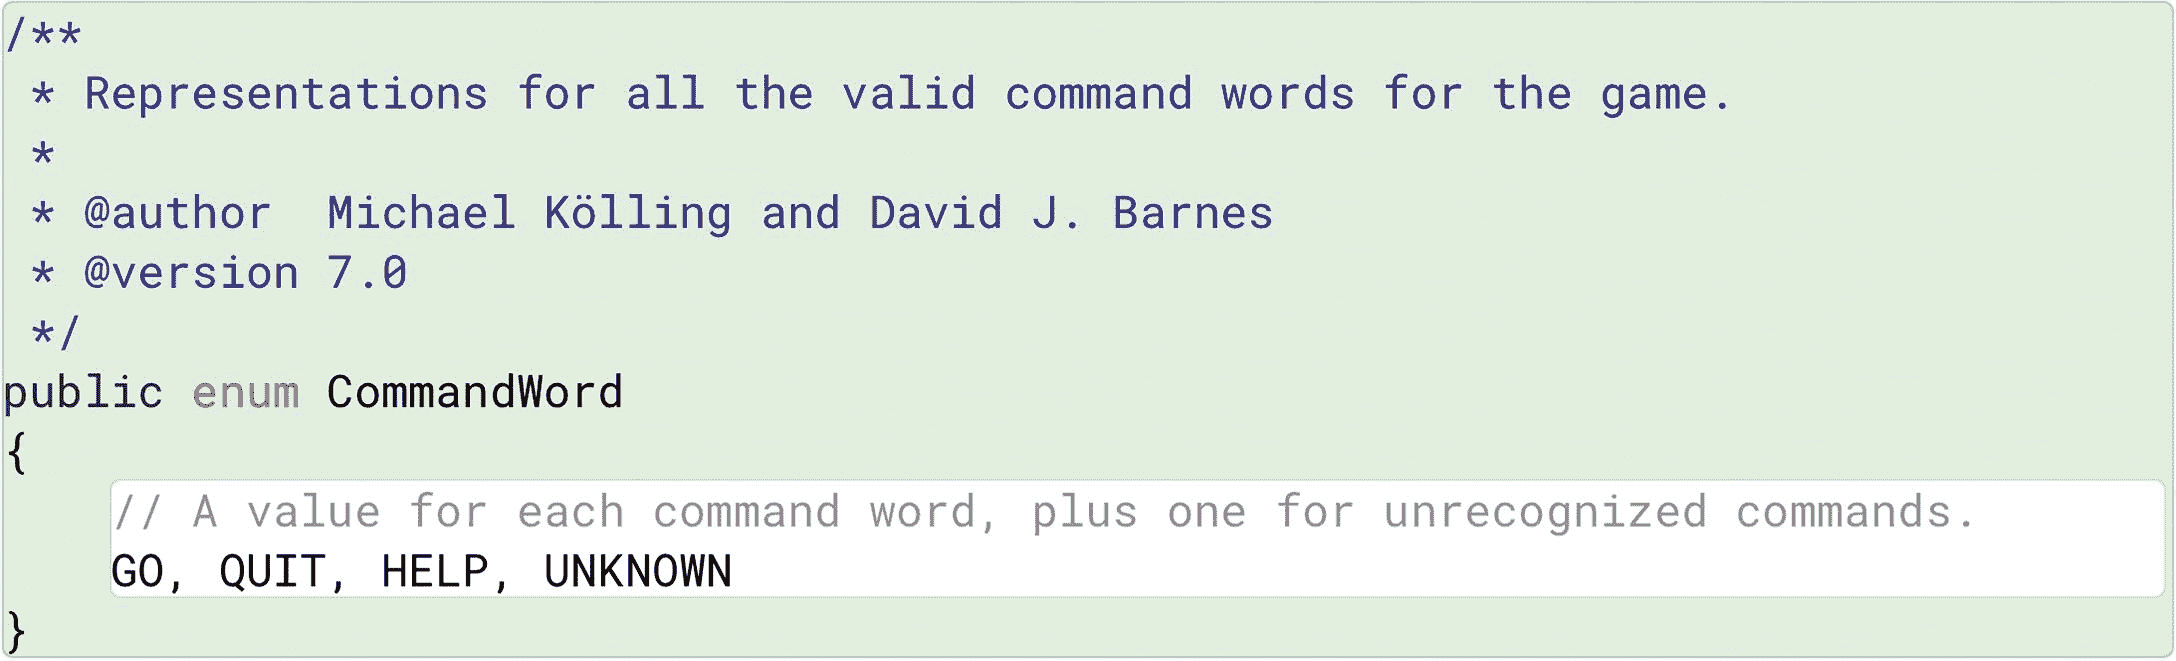 /**
 * Representations for all the valid command words for the game.
 *
 * @author  Michael Kölling and David J. Barnes
 * @version 7.0
 */
public enum CommandWord
{
    // A value for each command word, plus one for unrecognized commands.
    GO, QUIT, HELP, UNKNOWN
}